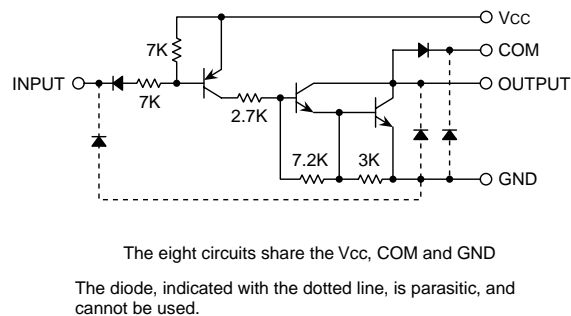 VCC
7K
COM
INPUT
OUTPUT
7K
2.7K
7.2K
3K
GND
The eight circuits share the VCC, COM and GND
The diode, indicated with the dotted line, is parasitic, and
cannot be used.